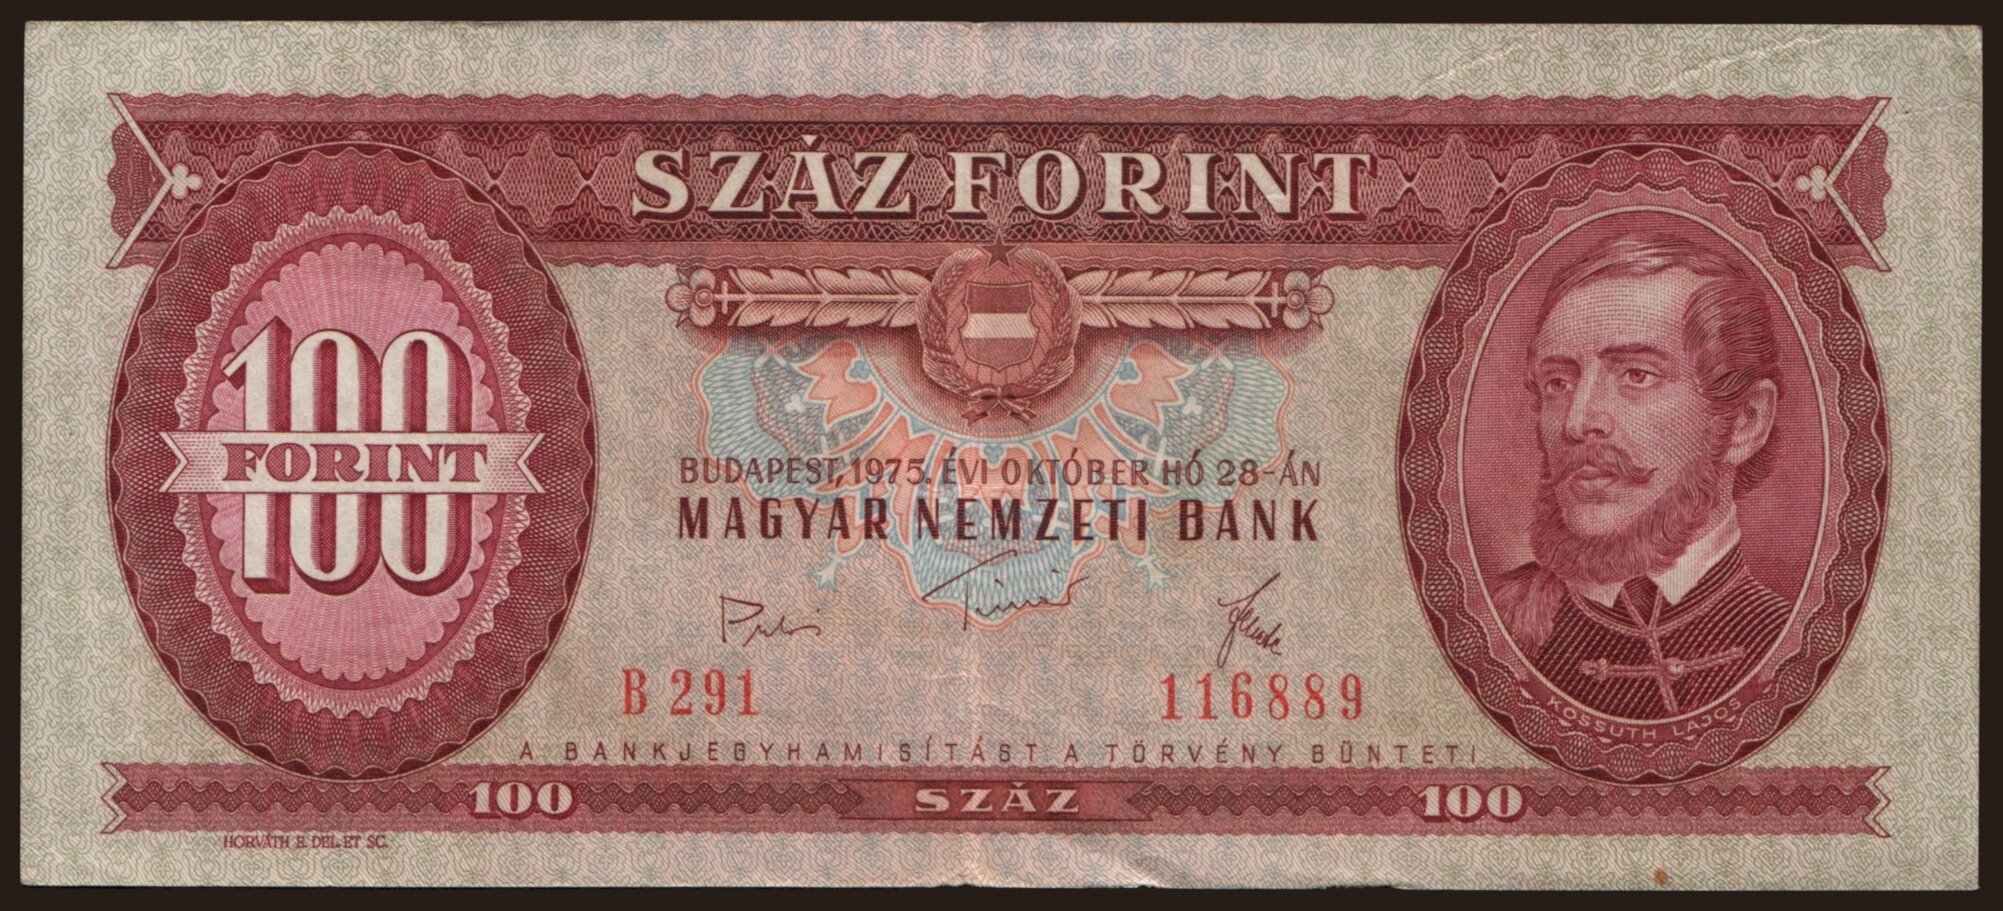 SZÁZ FORINT
100
FORINT
BUDAPEST, 1975. ÉVI OKTÓBER HÓ 28-ÁN
MAGYAR NEMZETI BANK
B 291
116889
KOSSUTH LAJOS
A BANKJEGYHAMISÍTÁST A TÖRVÉNY BÜNTETI
100
SZÁZ
100
HORVÁTH E. DEL. ET SC.